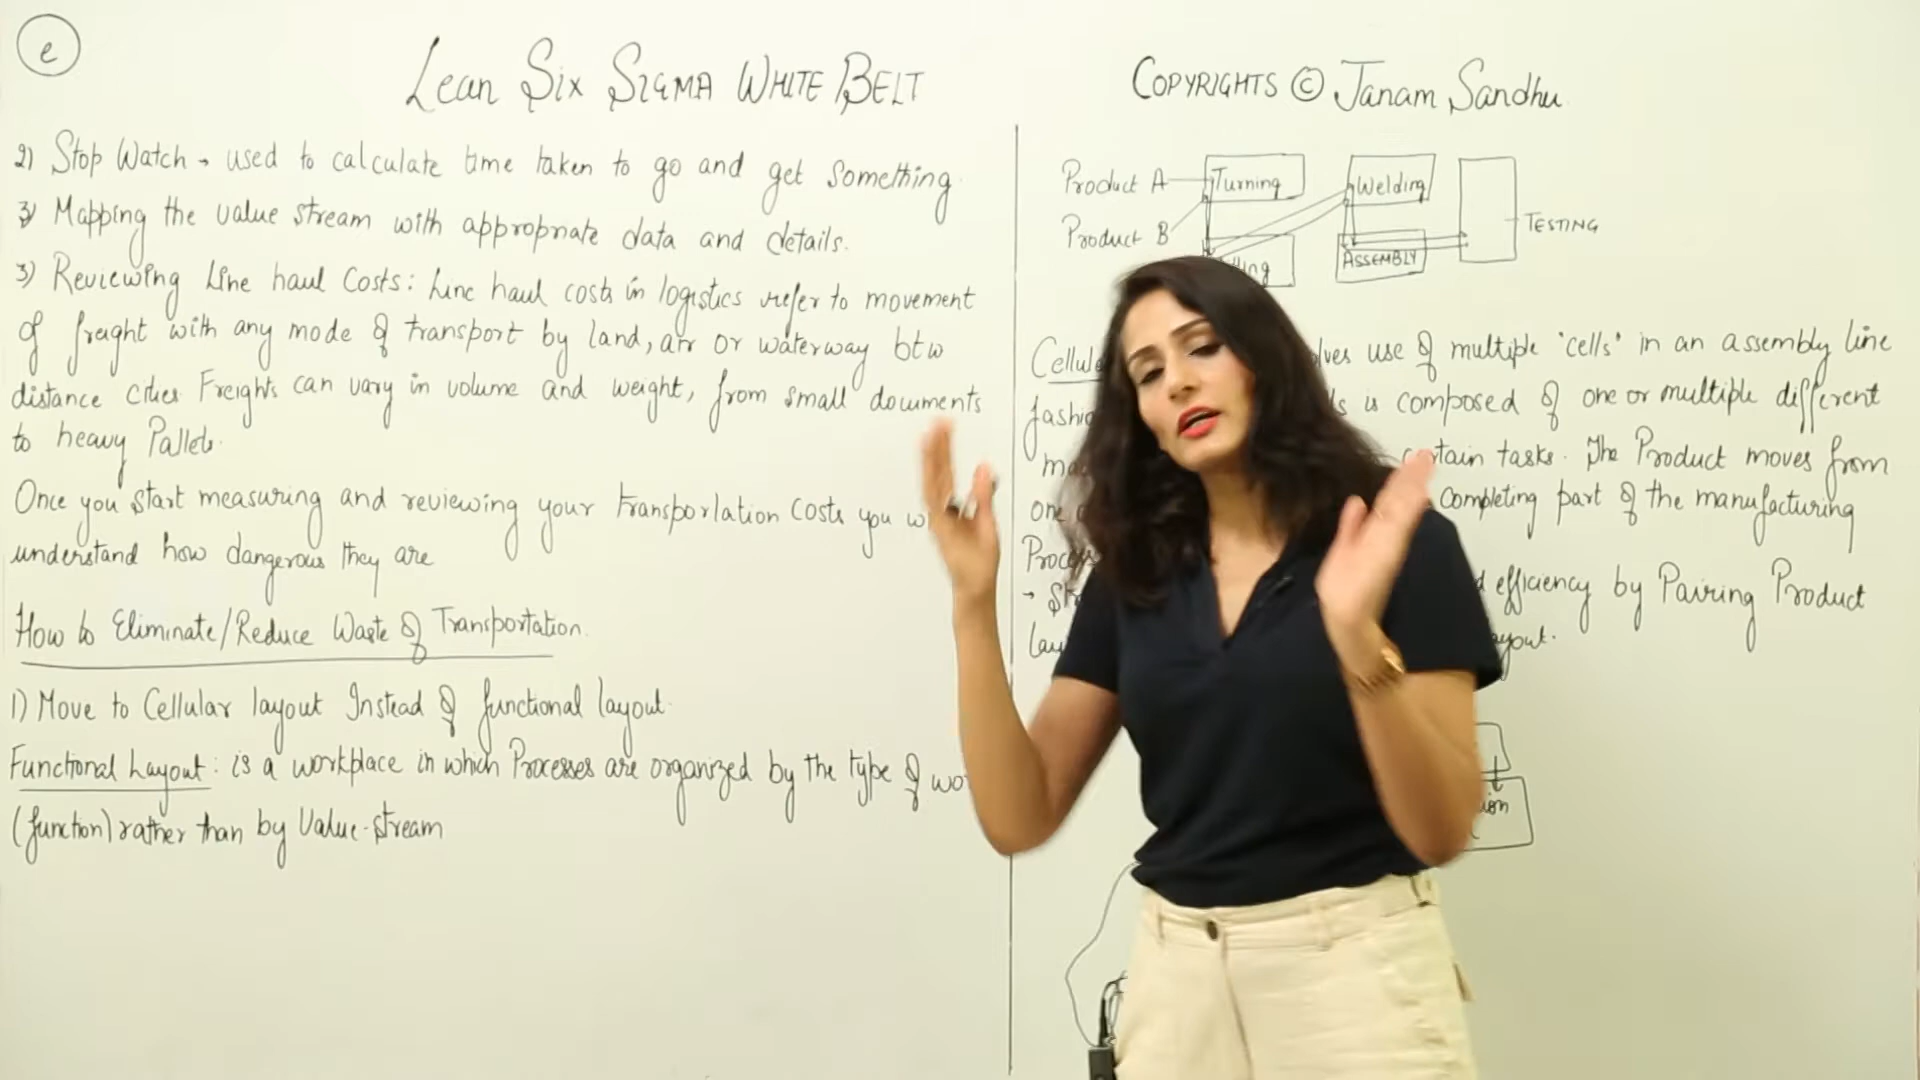 e
Lean Six Sigma White Belt
Copyrights © Janam Sandhu
2) Stop Watch → used to calculate time taken to go and get something.
3) Mapping the value stream with appropriate data and details.
3) Reviewing Line haul Costs: Line haul costs in logistics refer to movement
of freight with any mode of transport by land, air or waterway btw
distance cities Freights can vary in volume and weight, from small documents
to heavy Pallets.
Once you start measuring and reviewing your transportation costs you
understand how dangerous they are
How to Eliminate/Reduce Waste of Transportation.
1) Move to Cellular layout Instead of functional layout.
Functional Layout: is a workplace in which Processes are organized by the type of
(function) rather than by Value-stream
Product A
Turning
Welding
Product B
TESTING
ASSEMBLY
use of multiple 'cells' in an assembly line
is composed of one or multiple different
tasks. The Product moves from
one completing part of the manufacturing
Process
efficiency by Pairing Product